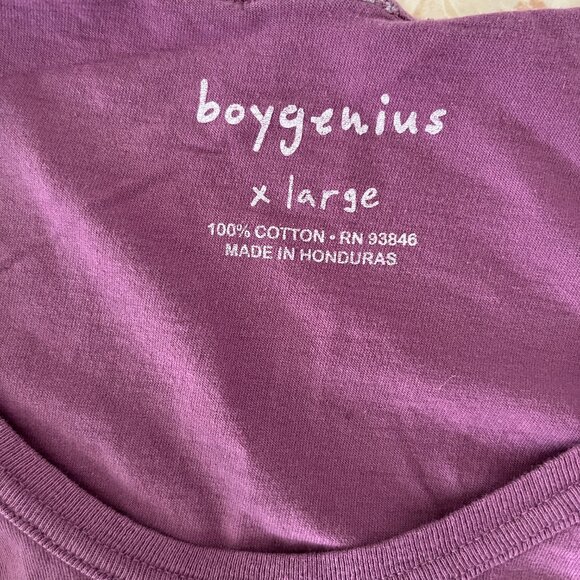 boygenius
x large
100% COTTON • RN 93846
MADE IN HONDURAS